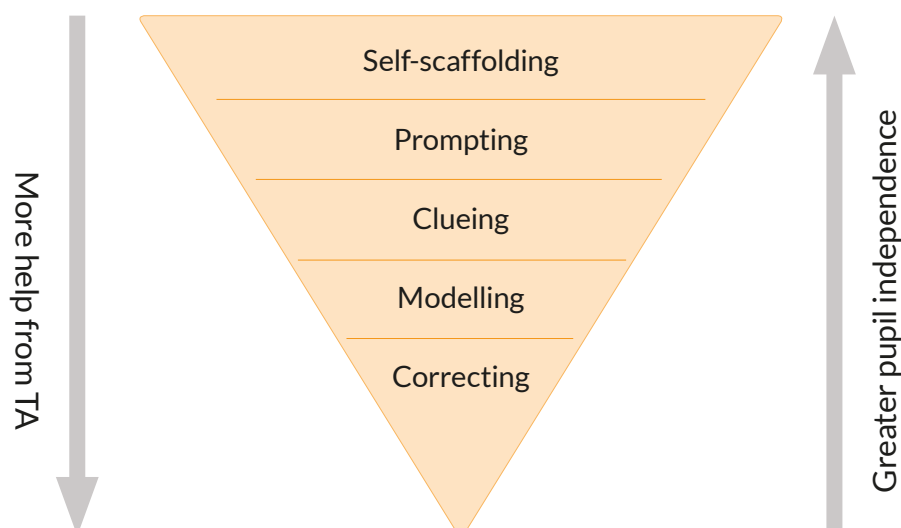 Self-scaffolding
Prompting
Clueing
Modelling
Correcting
More help from TA
Greater pupil independence